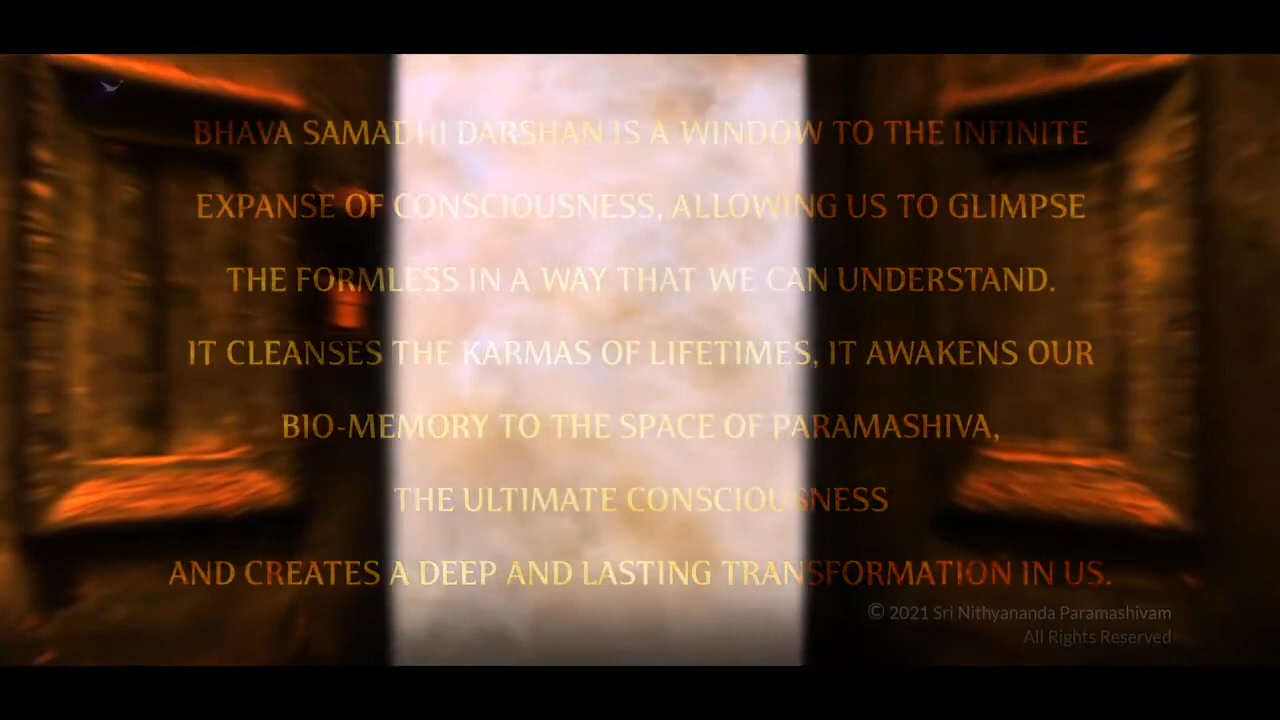 BHAVA SAMADHI DARSHAN IS A WINDOW TO THE INFINITE
EXPANSE OF CONSCIOUSNESS, ALLOWING US TO GLIMPSE
THE FORMLESS IN A WAY THAT WE CAN UNDERSTAND.
IT CLEANSES THE KARMAS OF LIFETIMES, IT AWAKENS OUR
BIO-MEMORY TO THE SPACE OF PARAMASHIVA,
THE ULTIMATE CONSCIOUSNESS
AND CREATES A DEEP AND LASTING TRANSFORMATION IN US.
© 2021 Sri Nithyananda Paramashivam
All Rights Reserved